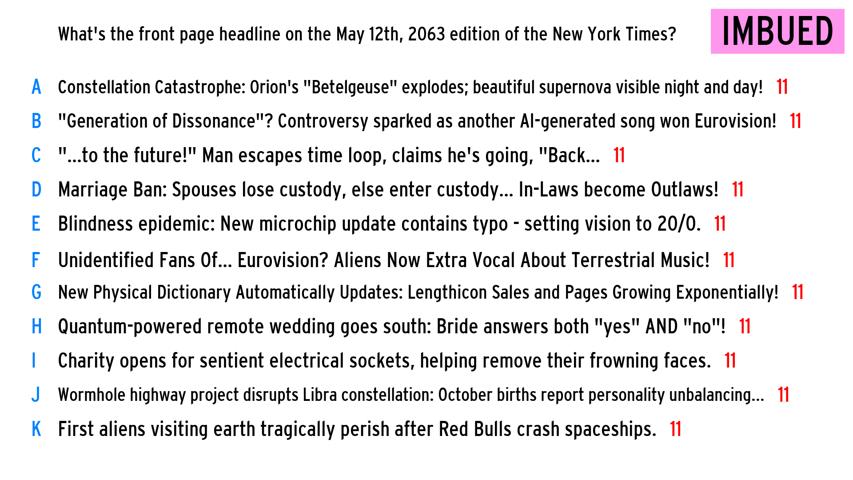 What's the front page headline on the May 12th, 2063 edition of the New York Times?
IMBUED
A Constellation Catastrophe: Orion's "Betelgeuse" explodes; beautiful supernova visible night and day! 11
B "Generation of Dissonance"? Controversy sparked as another AI-generated song won Eurovision! 11
C "...to the future!" Man escapes time loop, claims he's going, "Back... 11
D Marriage Ban: Spouses lose custody, else enter custody... In-Laws become Outlaws! 11
E Blindness epidemic: New microchip update contains typo - setting vision to 20/0. 11
F Unidentified Fans Of... Eurovision? Aliens Now Extra Vocal About Terrestrial Music! 11
G New Physical Dictionary Automatically Updates: Lengthicon Sales and Pages Growing Exponentially! 11
H Quantum-powered remote wedding goes south: Bride answers both "yes" AND "no"! 11
I Charity opens for sentient electrical sockets, helping remove their frowning faces. 11
J Wormhole highway project disrupts Libra constellation: October births report personality unbalancing... 11
K First aliens visiting earth tragically perish after Red Bulls crash spaceships. 11